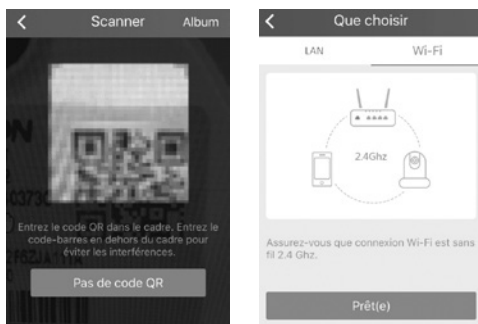 Scanner
Album
Entrez le code QR dans le cadre. Entrez le
code-barres en dehors du cadre pour
éviter les interférences.
Pas de code QR
Que choisir
LAN
Wi-Fi
2.4Ghz
Assurez-vous que connexion Wi-Fi est sans
fil 2.4 Ghz.
Prêt(e)